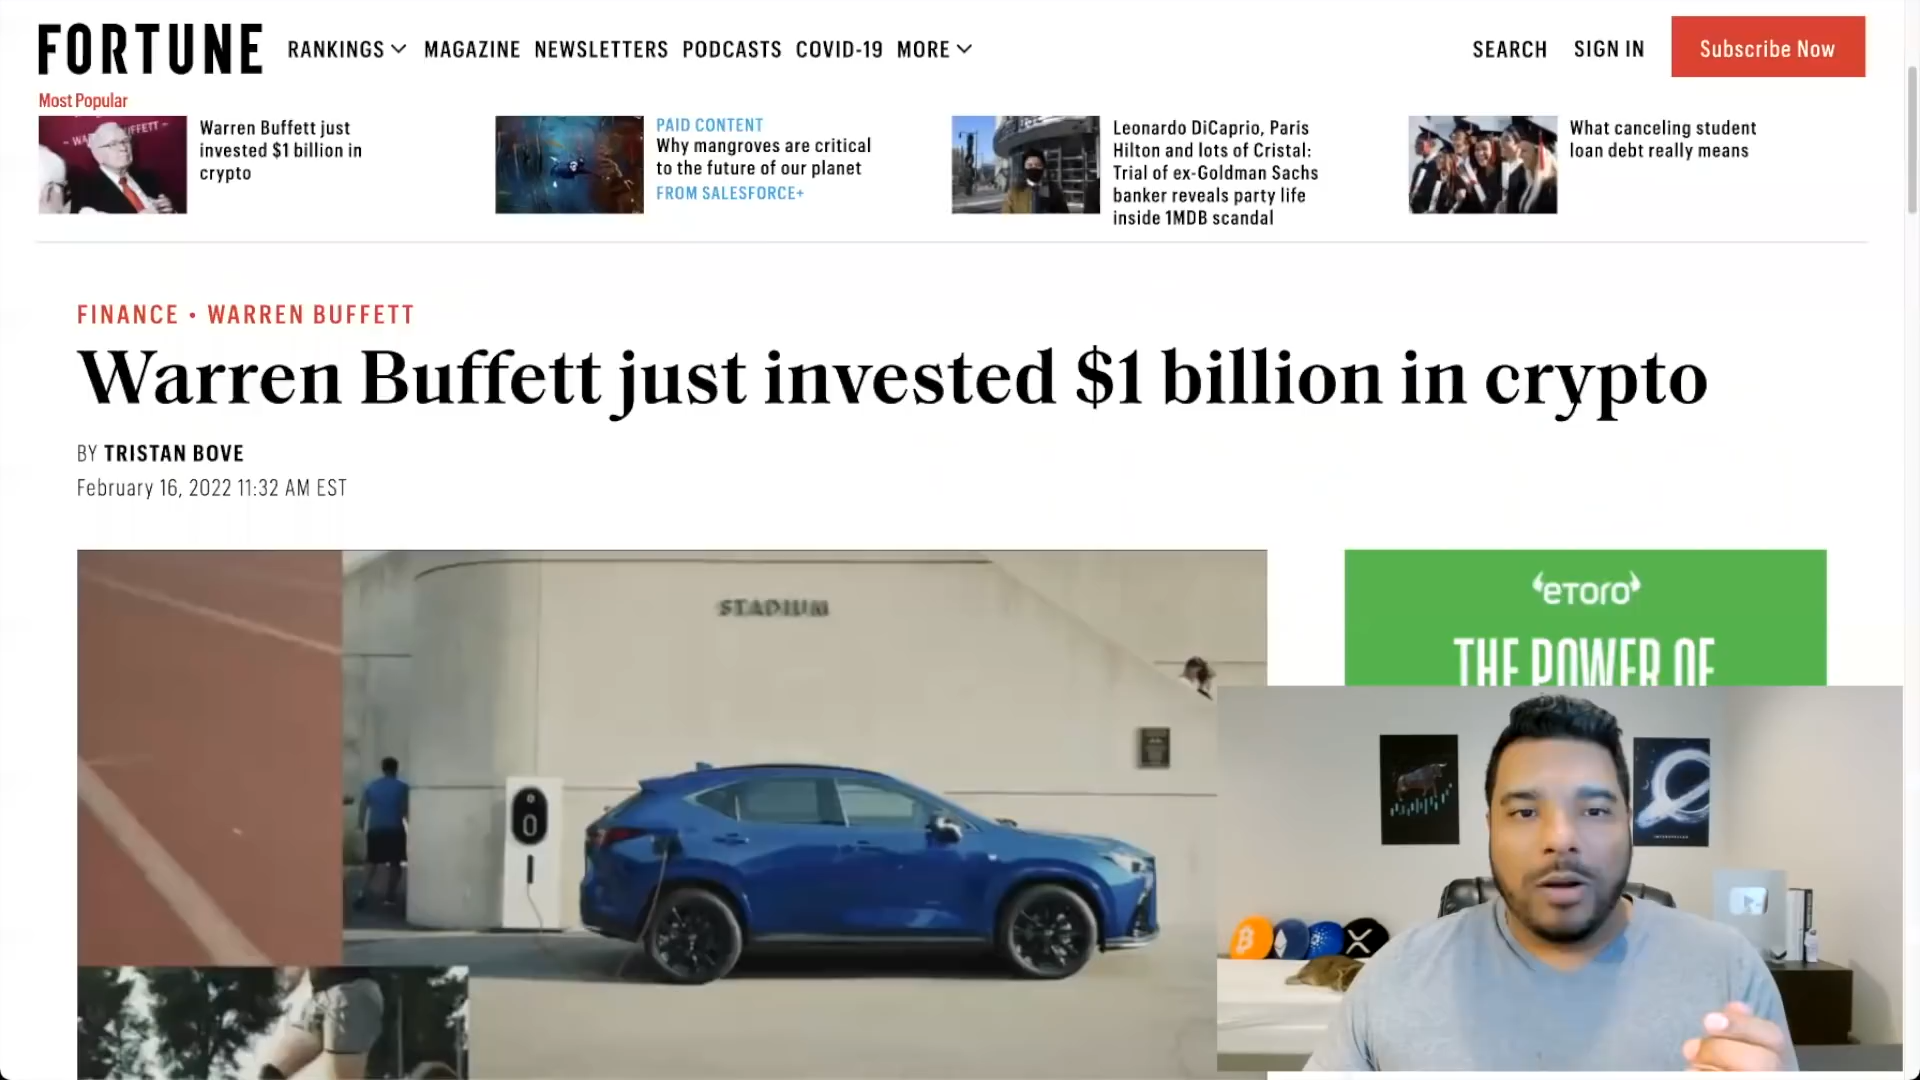 FORTUNE
RANKINGS MAGAZINE NEWSLETTERS PODCASTS COVID-19 MORE
SEARCH SIGN IN Subscribe Now
Most Popular
Warren Buffett just
invested $1 billion in
crypto
PAID CONTENT
Why mangroves are critical
to the future of our planet
FROM SALESFORCE+
Leonardo DiCaprio, Paris
Hilton and lots of Cristal:
Trial of ex-Goldman Sachs
banker reveals party life
inside 1MDB scandal
What canceling student
loan debt really means
FINANCE • WARREN BUFFETT
Warren Buffett just invested $1 billion in crypto
BY TRISTAN BOVE
February 16, 2022 11:32 AM EST
STADIUM
eToro
THE POWER OF